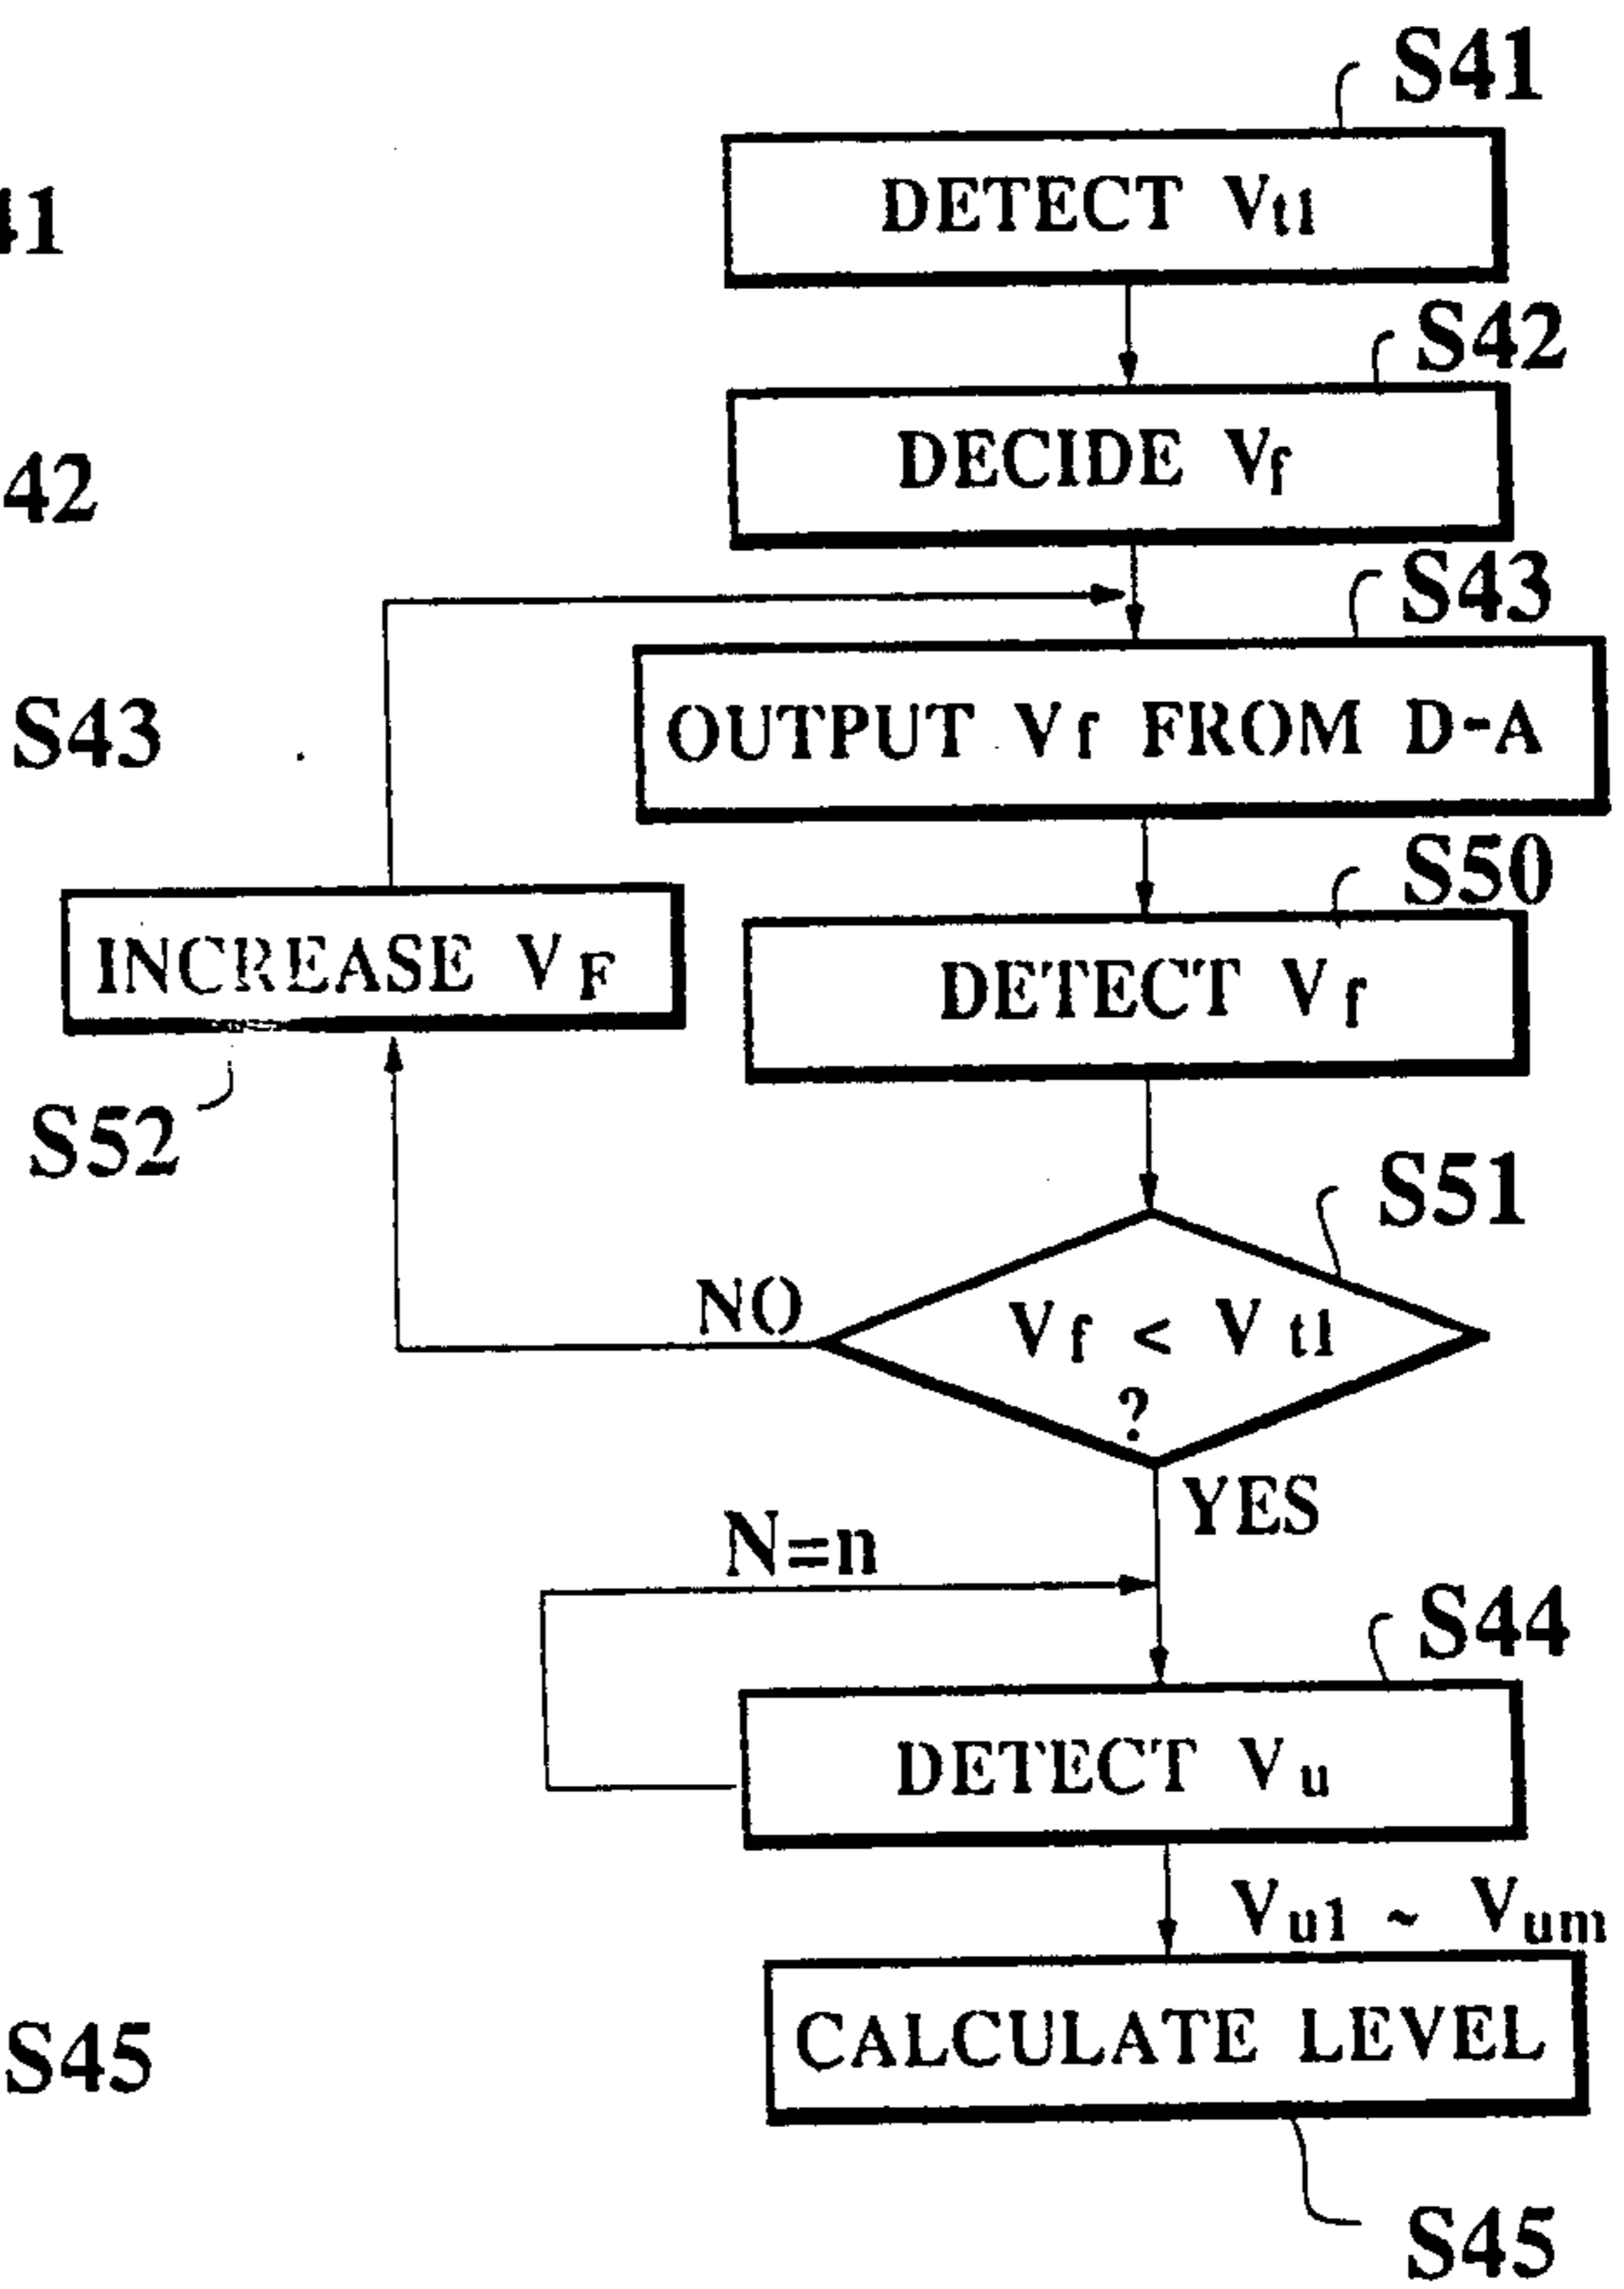 S41
DETECT Vt1
41
S42
DECIDE Vf
42
S43
OUTPUT Vf FROM D-A
S43
S50
INCREASE VF
DETECT Vf
S52
S51
NO
Vf < Vt1
?
YES
N=n
S44
DETECT Vu
Vu1 ~ Vum
CALCULATE LEVEL
S45
S45